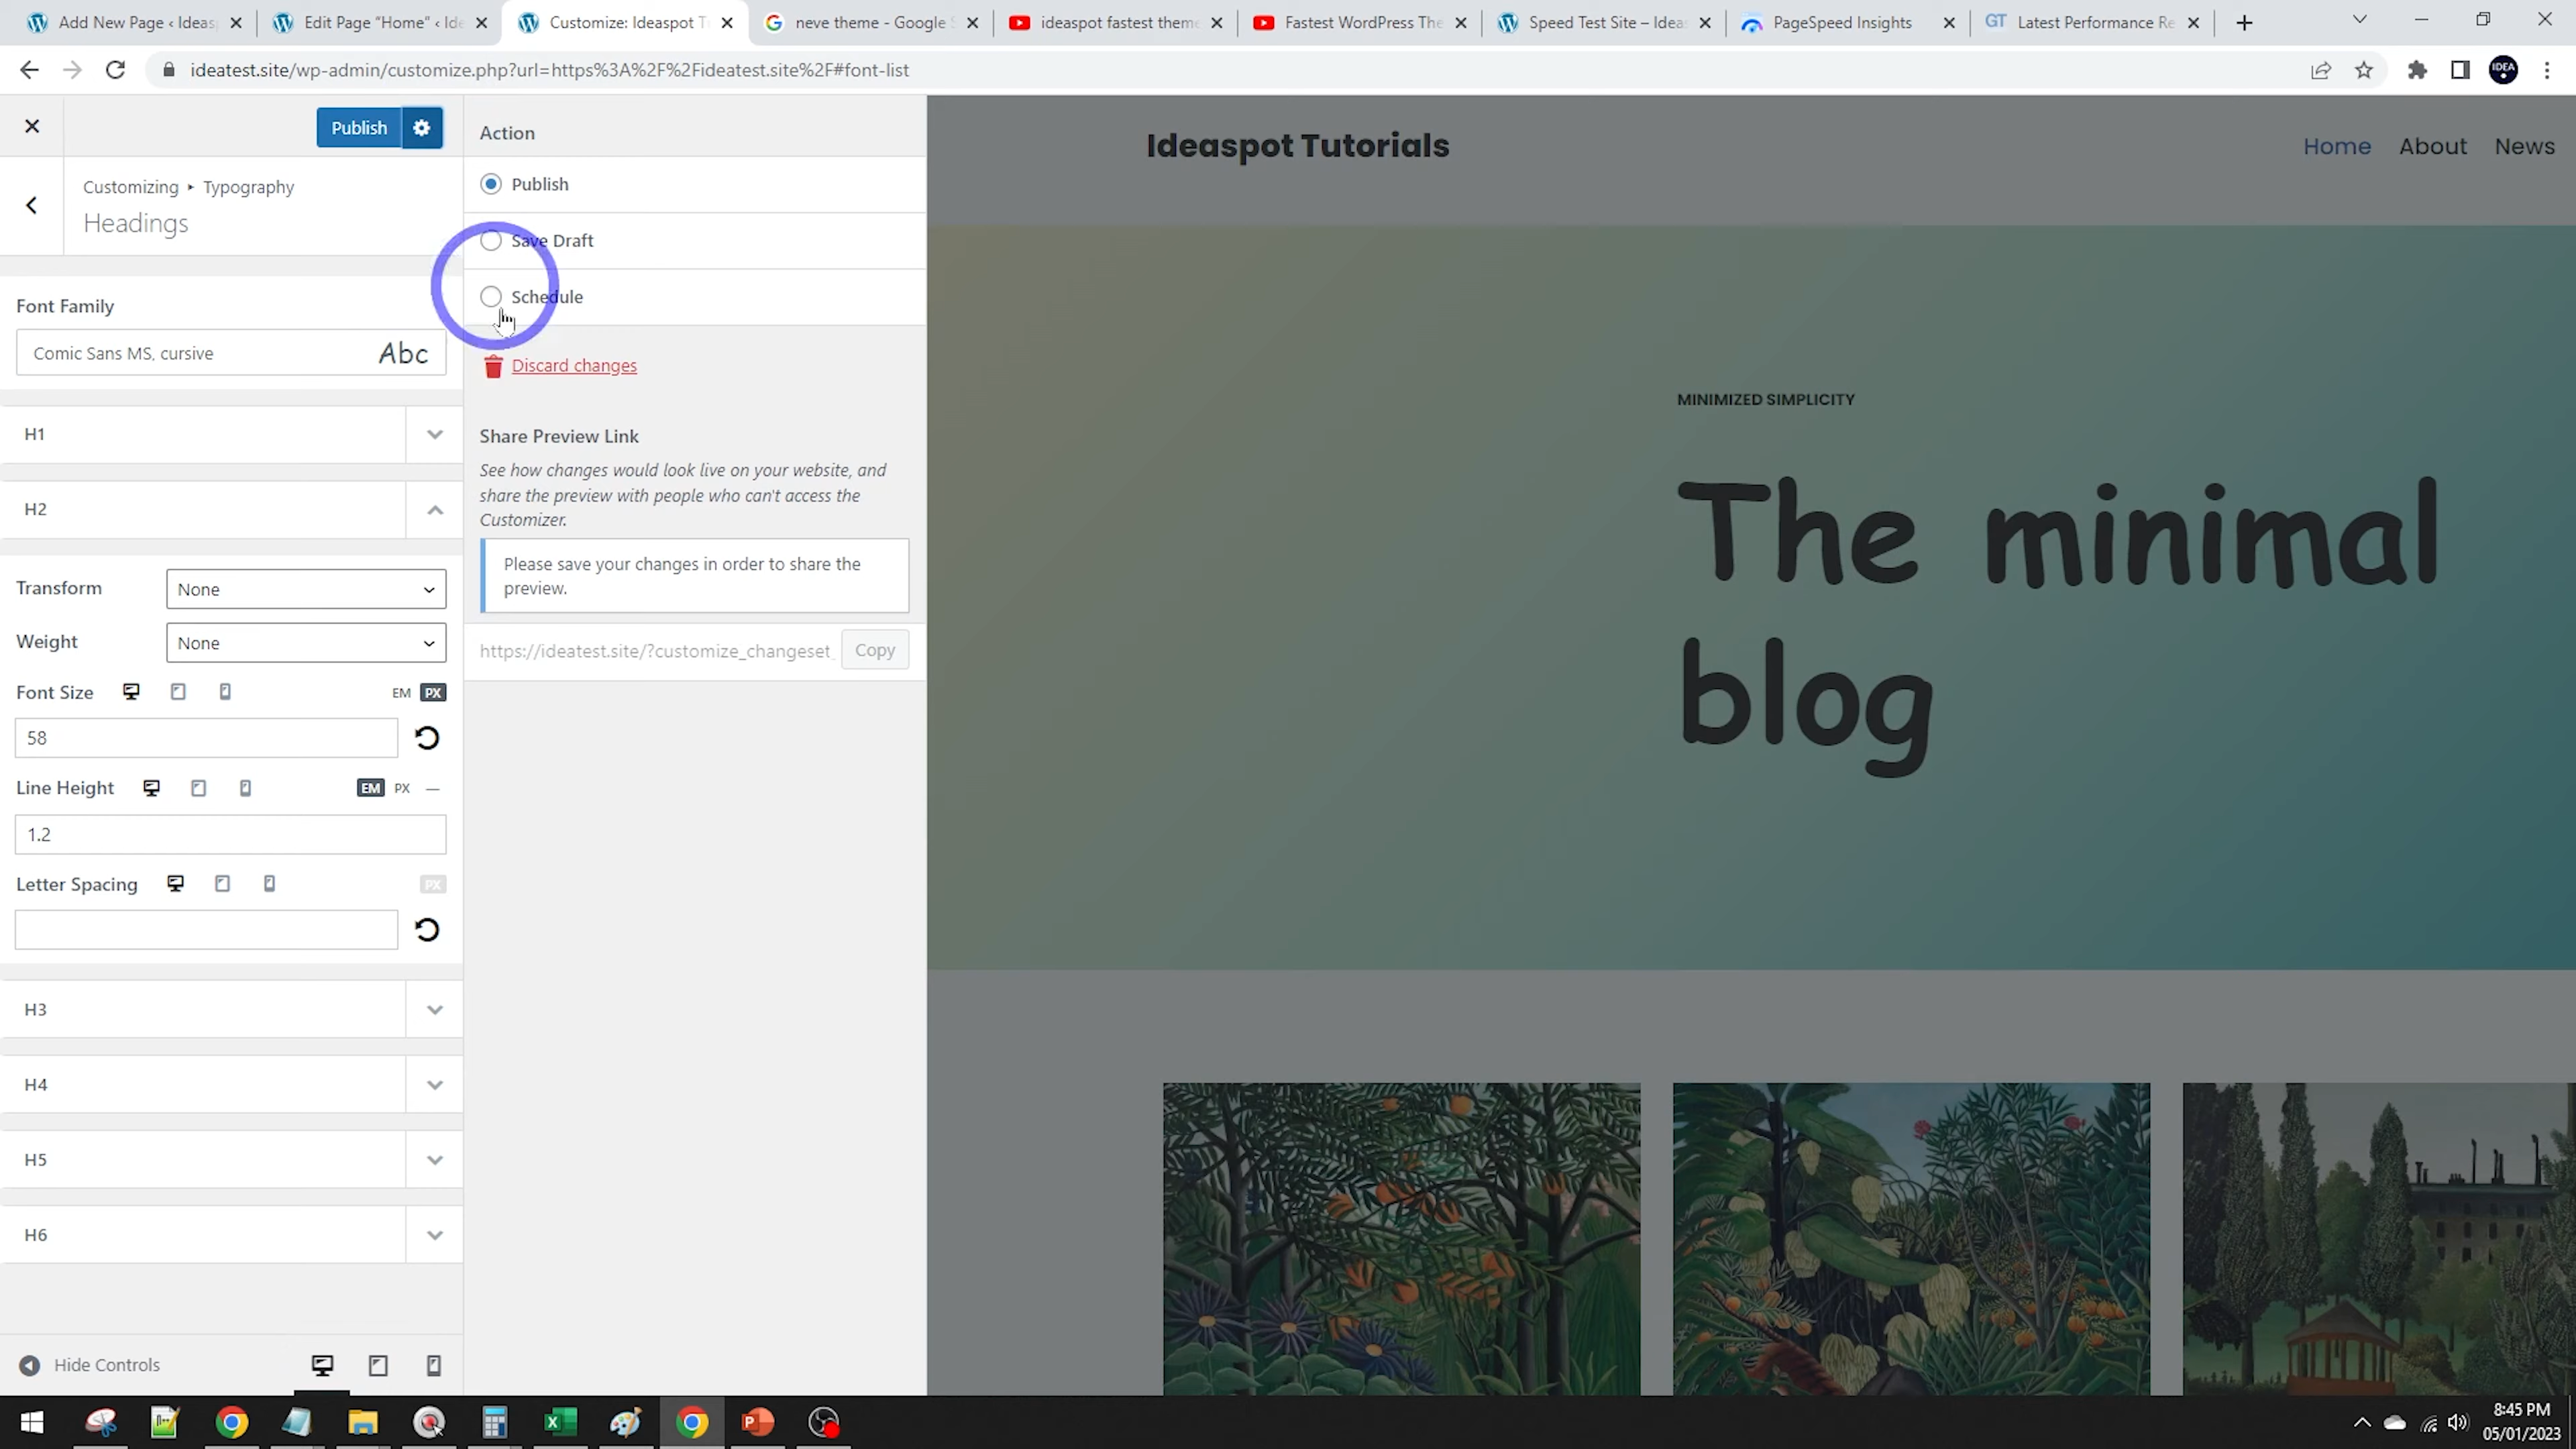 Add New Page ‹ Ideas
Edit Page “Home” ‹ Ide
Customize: Ideaspot T
neve theme - Google S
ideaspot fastest theme
Fastest WordPress The
Speed Test Site – Ideas
PageSpeed Insights
GT
Latest Performance Re
ideatest.site/wp-admin/customize.php?url=https%3A%2F%2Fideatest.site%2F#font-list
IDEA
Publish
Customizing ▸ Typography
Headings
Font Family
Comic Sans MS, cursive
Abc
H1
H2
Transform
None
Weight
None
Font Size
EM PX
58
Line Height
EM PX —
1.2
Letter Spacing
PX
H3
H4
H5
H6
Hide Controls
Action
Publish
Save Draft
Schedule
Discard changes
Share Preview Link
See how changes would look live on your website, and
share the preview with people who can't access the
Customizer.
Please save your changes in order to share the
preview.
https://ideatest.site/?customize_changeset_
Copy
Ideaspot Tutorials
Home About News
MINIMIZED SIMPLICITY
The minimal
blog
8:45 PM
05/01/2023